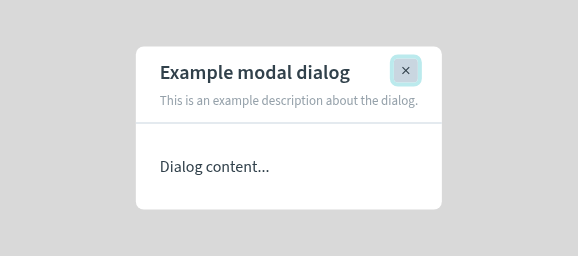 Example modal dialog
This is an example description about the dialog.
Dialog content...